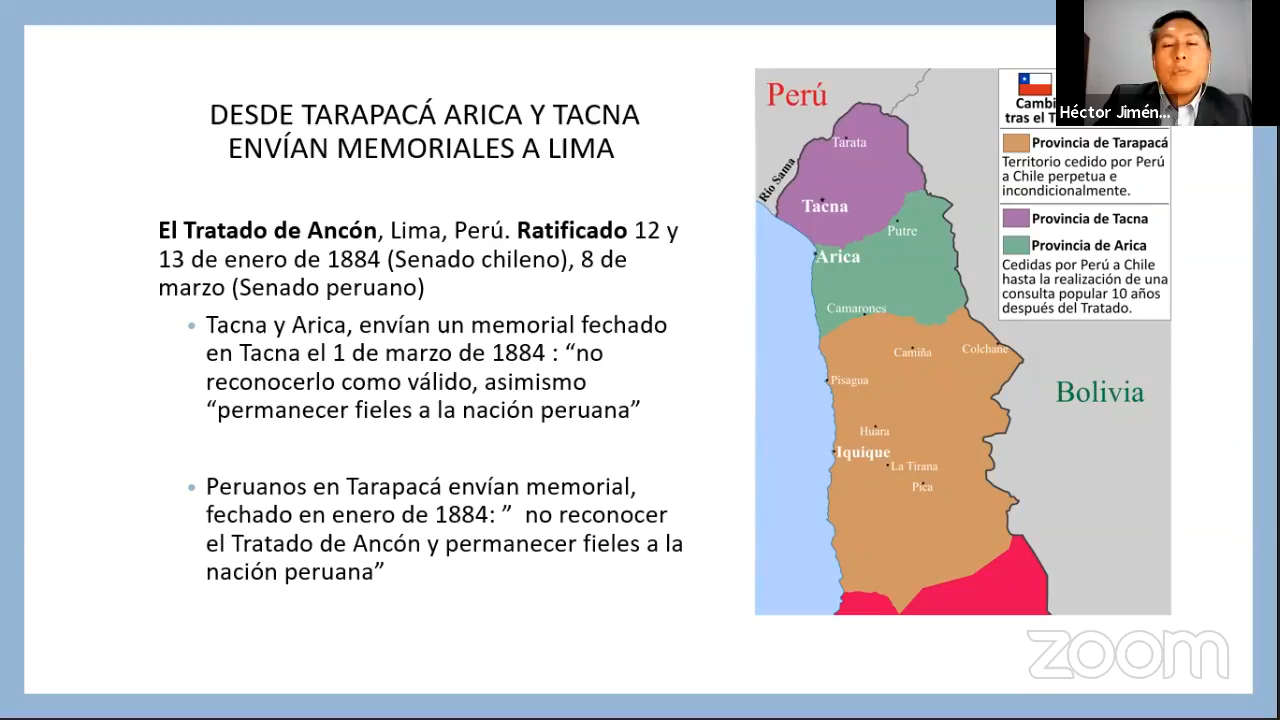 DESDE TARAPACÁ ARICA Y TACNA
ENVÍAN MEMORIALES A LIMA
El Tratado de Ancón, Lima, Perú. Ratificado 12 y
13 de enero de 1884 (Senado chileno), 8 de
marzo (Senado peruano)
• Tacna y Arica, envían un memorial fechado
en Tacna el 1 de marzo de 1884 : “no
reconocerlo como válido, asimismo
“permanecer fieles a la nación peruana”
• Peruanos en Tarapacá envían memorial,
fechado en enero de 1884: ” no reconocer
el Tratado de Ancón y permanecer fieles a la
nación peruana”
Perú
Tarata
Río Sama
Tacna
Putre
Arica
Camarones
Camiña
Colchane
Pisagua
Bolivia
Huara
Iquique
La Tirana
Pica
Cambi
tras el T
Provincia de Tarapacá
Territorio cedido por Perú
a Chile perpetua e
incondicionalmente.
Provincia de Tacna
Provincia de Arica
Cedidas por Perú a Chile
hasta la realización de una
consulta popular 10 años
después del Tratado.
Héctor Jimén...
zoom